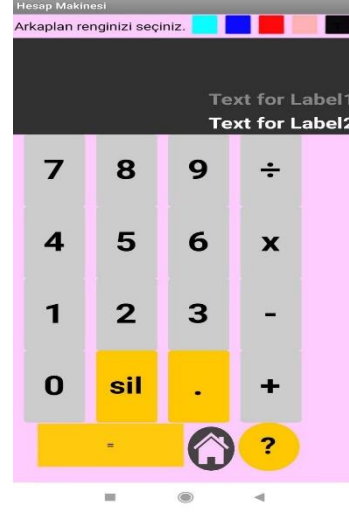 Hesap Makinesi
Arkaplan renginizi seçiniz.
Text for Label1
Text for Label2
7 8 9 ÷
4 5 6 x
1 2 3 -
0 sil . +
= ?